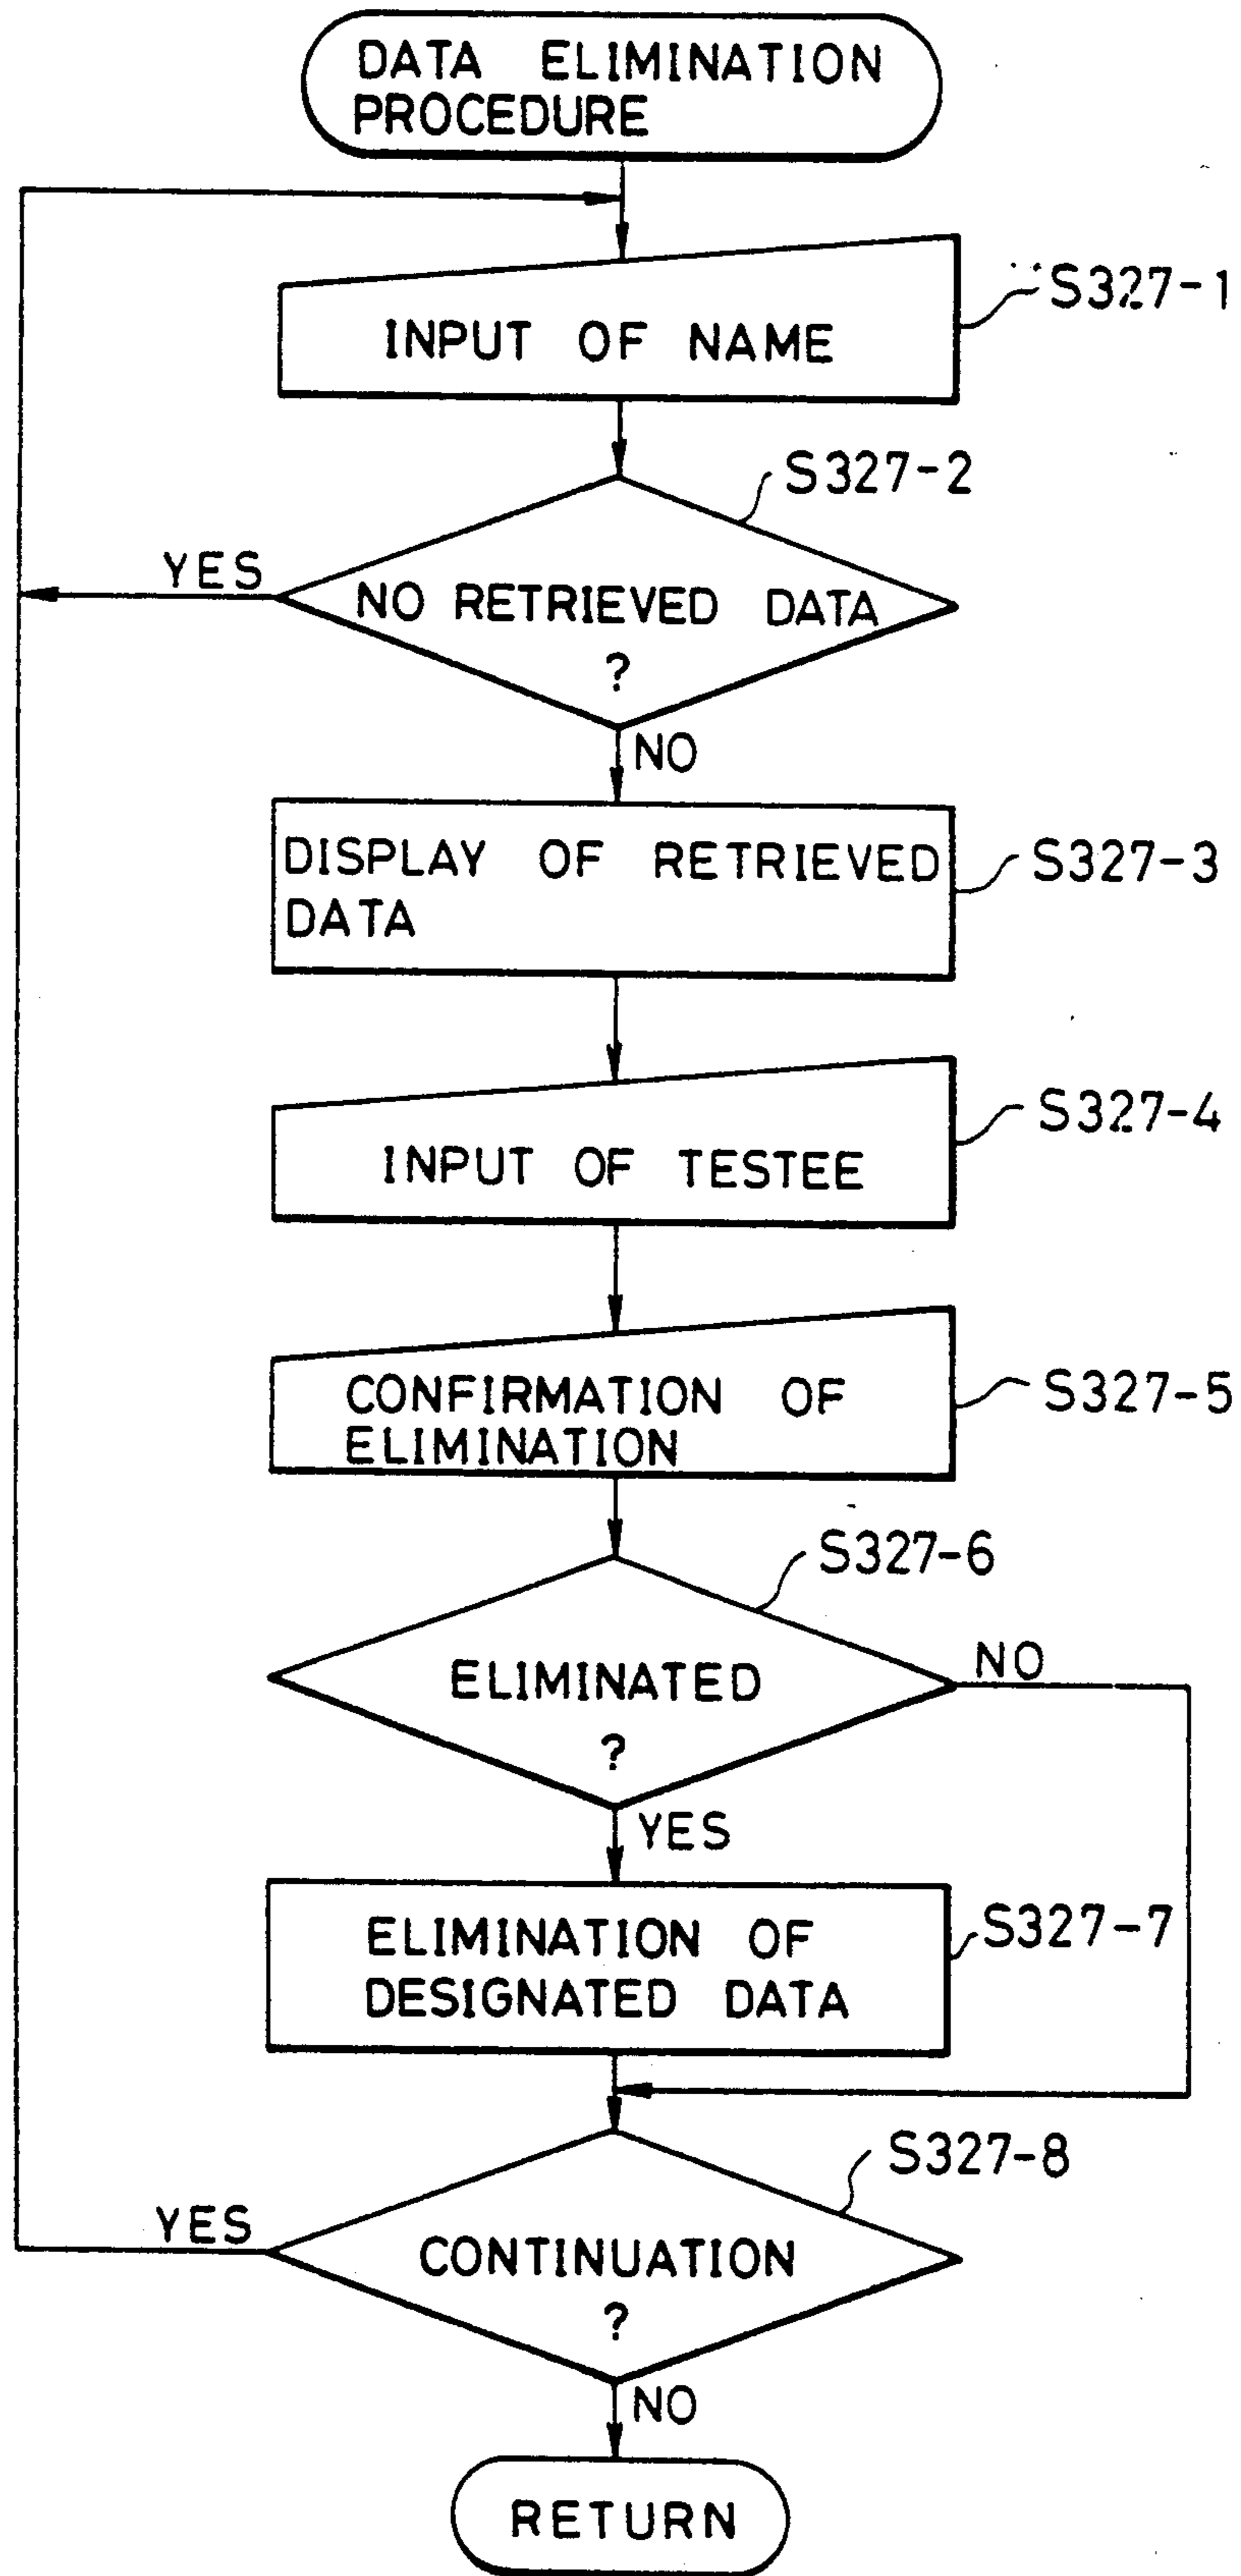 DATA ELIMINATION
PROCEDURE
S327-1
INPUT OF NAME
S327-2
YES
NO RETRIEVED DATA
?
NO
DISPLAY OF RETRIEVED
DATA
S327-3
S327-4
INPUT OF TESTEE
S327-5
CONFIRMATION OF
ELIMINATION
S327-6
NO
ELIMINATED
?
YES
S327-7
ELIMINATION OF
DESIGNATED DATA
S327-8
YES
CONTINUATION
?
NO
RETURN